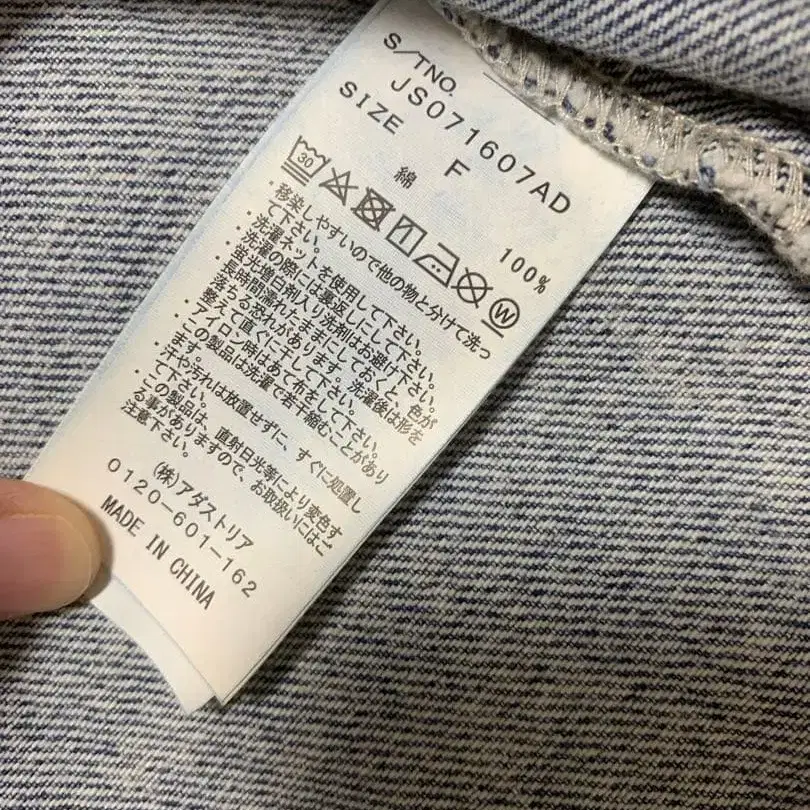 S/TNO.
JS071607AD
SIZE F
綿 100%
30
W
・移染しやすいので他の物と分けて洗っ
て下さい。
・洗濯ネットを使用して下さい。
・洗濯の際には裏返しにして下さい。
・蛍光増白剤入り洗剤はお避け下さい。
・長時間濡れたままにしておくと、色が
落ちる恐れがあります。洗濯後は形を
整えて直ぐに干して下さい。
・アイロン時はあて布をして下さい。
・この製品は洗濯で若干縮むことがあり
ます。
・汗や汚れは放置せずに、すぐに処置し
て下さい。
・この製品は、直射日光等により変色す
る事がありますので、お取扱いにはご
注意下さい。
(株)アダストリア
0120-601-162
MADE IN CHINA